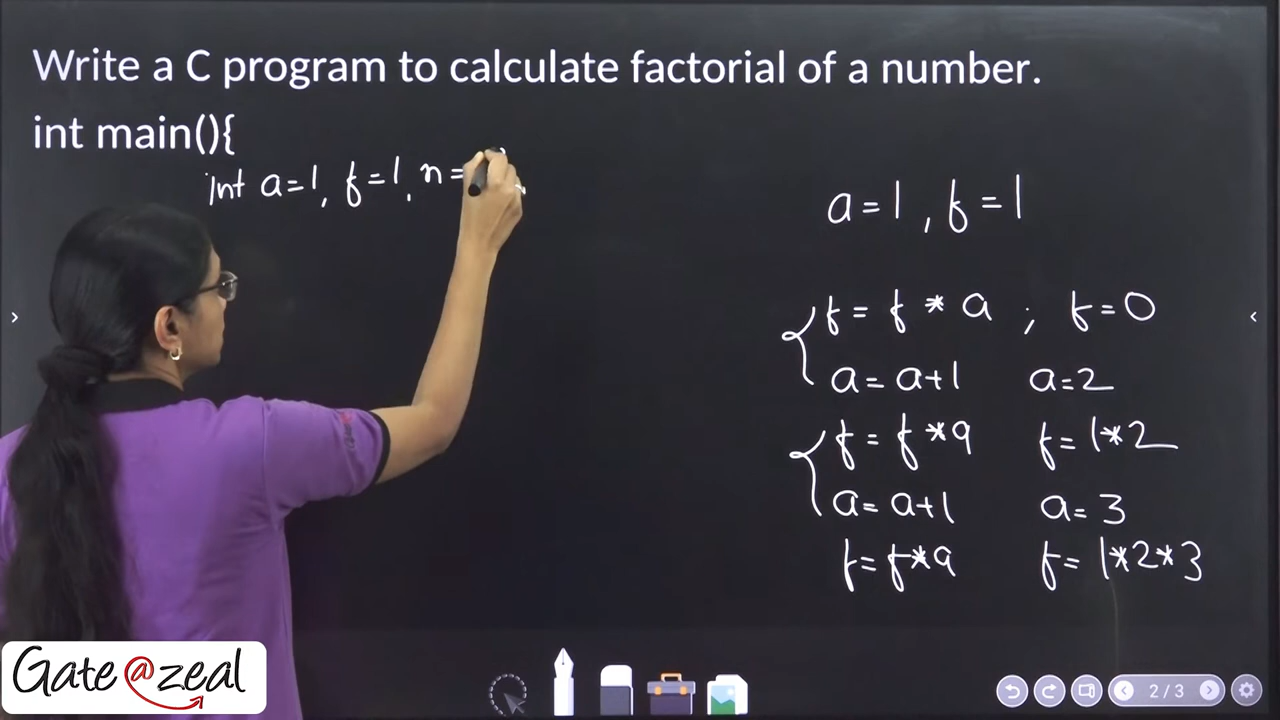 Write a C program to calculate factorial of a number.
int main(){
int a=1, f=1, n=
a=1, f=1
f = f * a ; f=0
a= a+1 a=2
f= f*a f= 1*2
a= a+1 a= 3
f= f*a f= 1*2*3
Gate@zeal
2/3